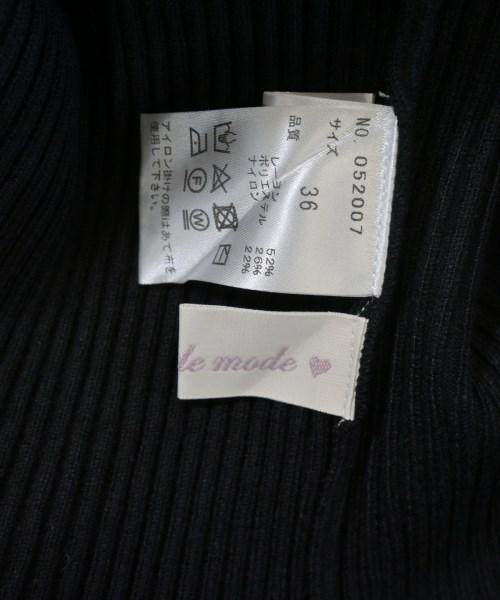 NO. 052007
サイズ 36
品質
レーヨン 52%
ポリエステル 26%
ナイロン 22%
F W
アイロン掛けの際はあて布を
使用して下さい。
de mode